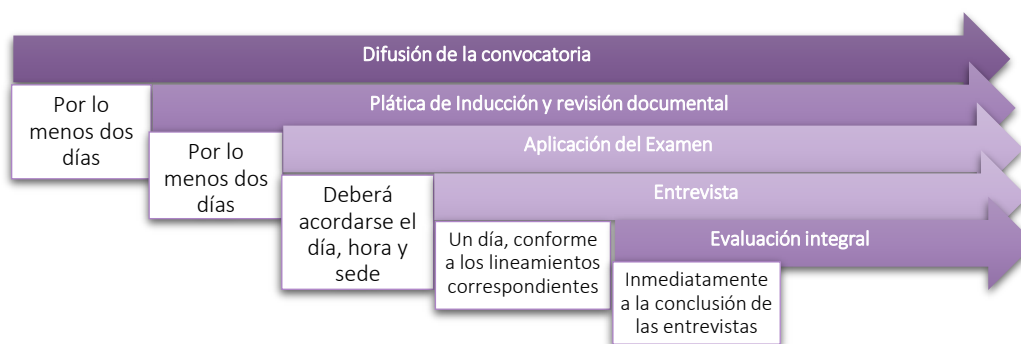 Difusión de la convocatoria
Por lo
menos dos
días
Plática de Inducción y revisión documental
Por lo
menos dos
días
Aplicación del Examen
Deberá
acordarse el
día, hora y
sede
Entrevista
Un día, conforme
a los lineamientos
correspondientes
Evaluación integral
Inmediatamente
a la conclusión de
las entrevistas